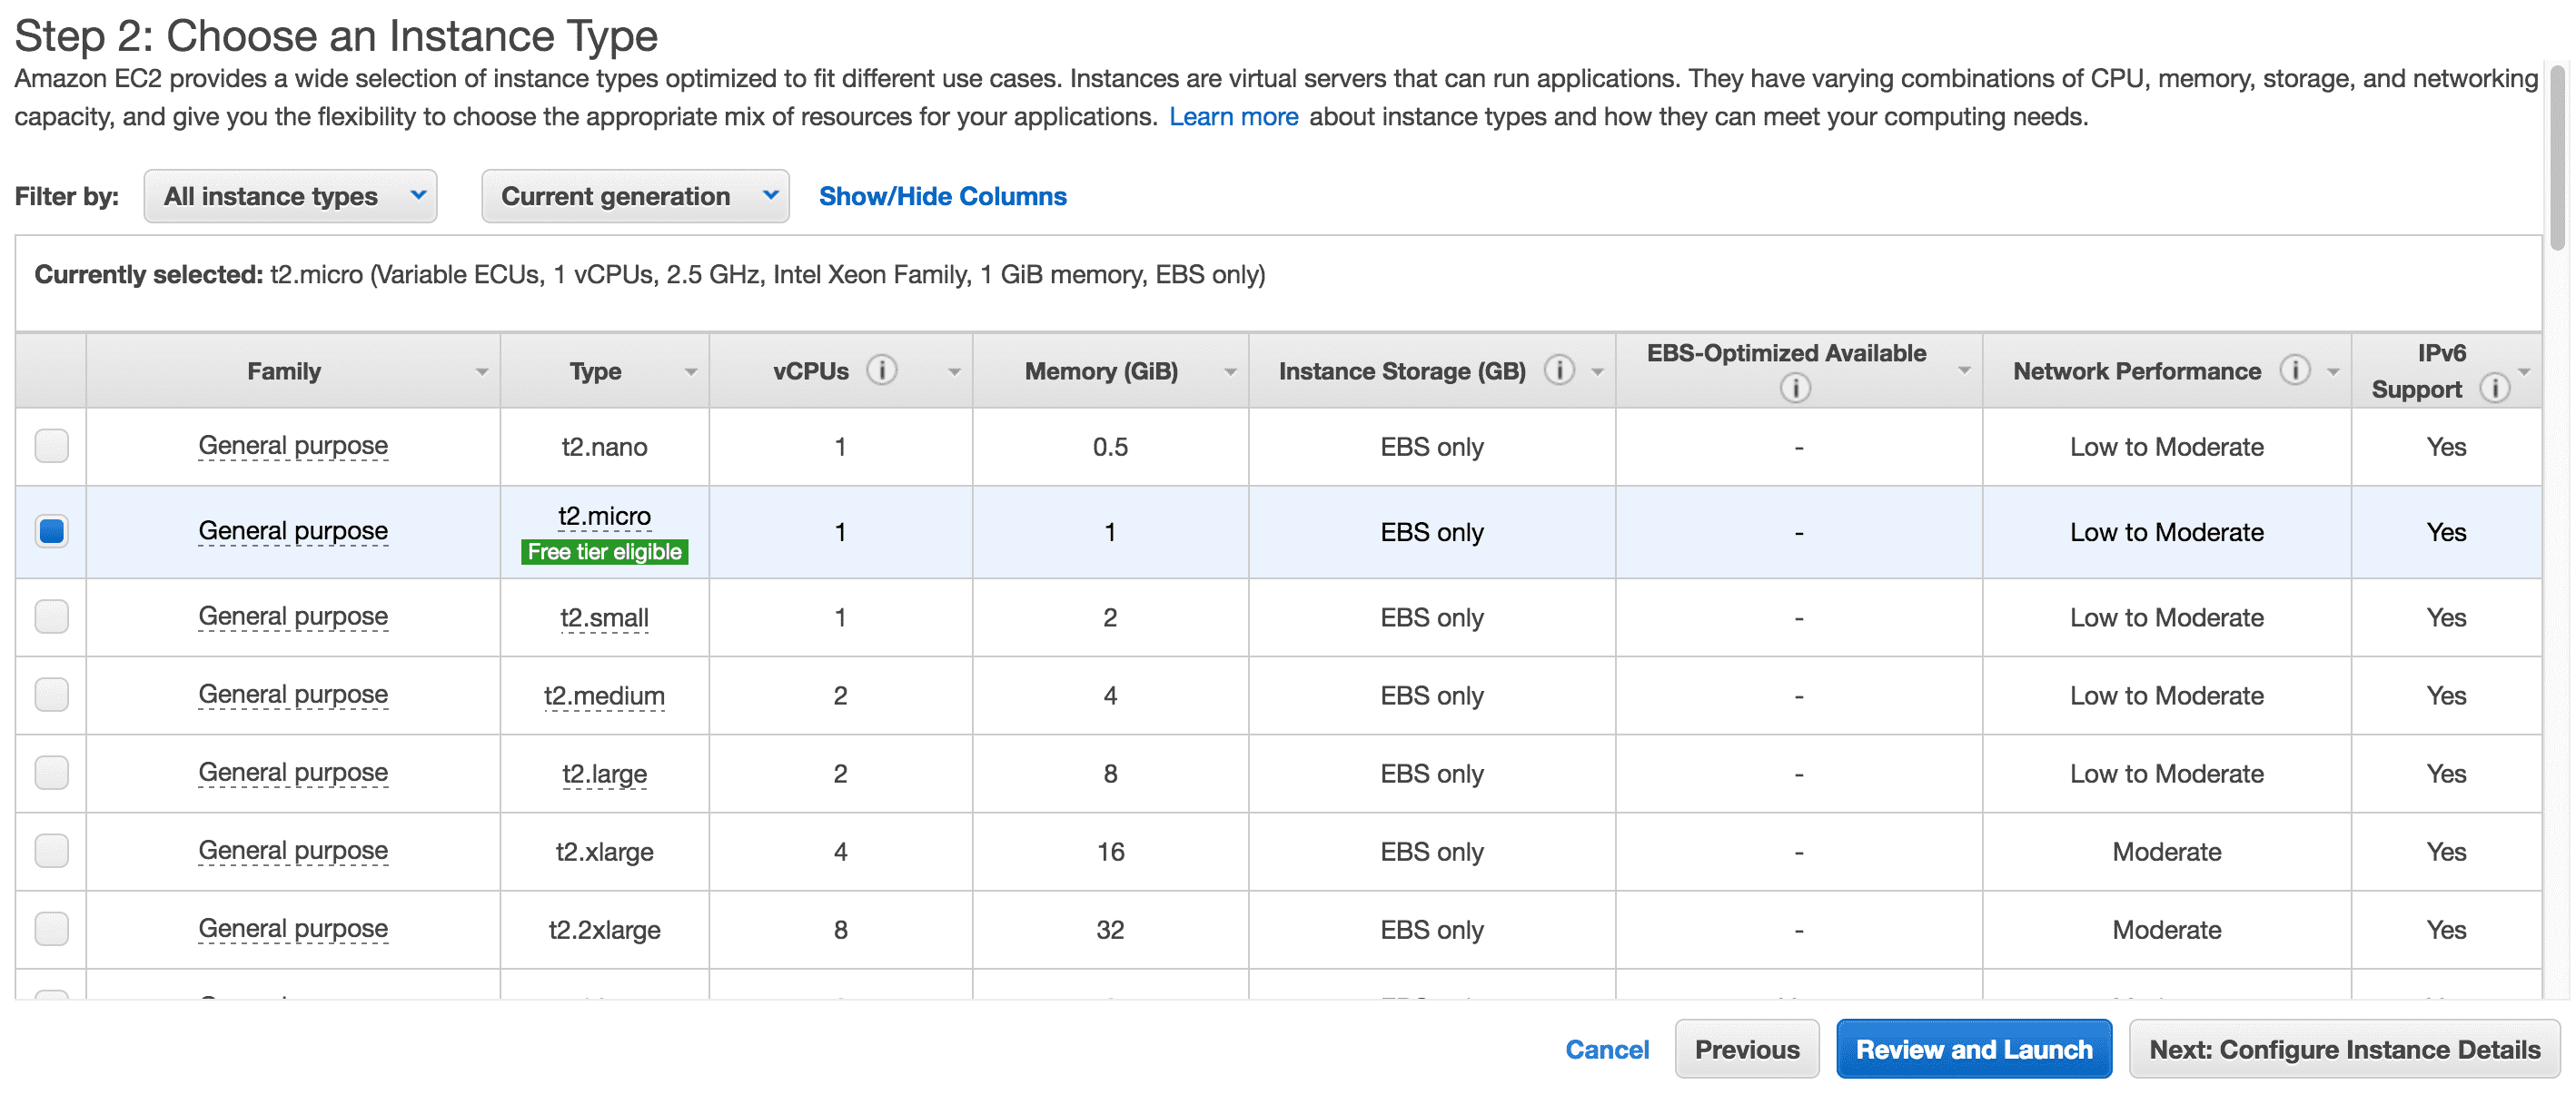 Step 2: Choose an Instance Type
Amazon EC2 provides a wide selection of instance types optimized to fit different use cases. Instances are virtual servers that can run applications. They have varying combinations of CPU, memory, storage, and networking
capacity, and give you the flexibility to choose the appropriate mix of resources for your applications. Learn more about instance types and how they can meet your computing needs.
Filter by: All instance types Current generation Show/Hide Columns
Currently selected: t2.micro (Variable ECUs, 1 vCPUs, 2.5 GHz, Intel Xeon Family, 1 GiB memory, EBS only)
Family Type vCPUs i Memory (GiB) Instance Storage (GB) i EBS-Optimized Available i Network Performance i IPv6 Support i
General purpose t2.nano 1 0.5 EBS only - Low to Moderate Yes
General purpose t2.micro 1 1 EBS only - Low to Moderate Yes
Free tier eligible
General purpose t2.small 1 2 EBS only - Low to Moderate Yes
General purpose t2.medium 2 4 EBS only - Low to Moderate Yes
General purpose t2.large 2 8 EBS only - Low to Moderate Yes
General purpose t2.xlarge 4 16 EBS only - Moderate Yes
General purpose t2.2xlarge 8 32 EBS only - Moderate Yes
Cancel Previous Review and Launch Next: Configure Instance Details